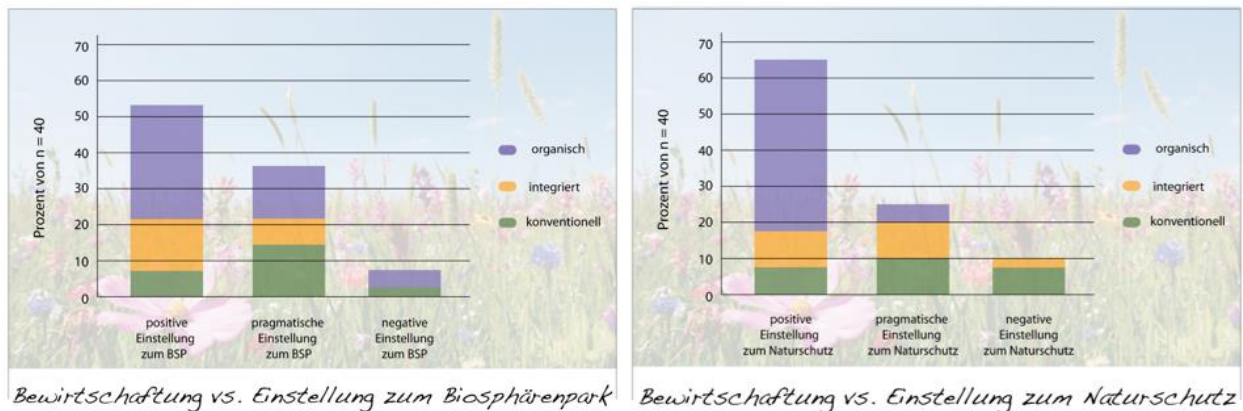 70
60
50
40
30
20
10
0
Prozent von n = 40
organisch
integriert
konventionell
positive
Einstellung
zum BSP
pragmatische
Einstellung
zum BSP
negative
Einstellung
zum BSP
Bewirtschaftung vs. Einstellung zum Biosphärenpark
70
60
50
40
30
20
10
0
Prozent von n = 40
organisch
integriert
konventionell
positive
Einstellung
zum Naturschutz
pragmatische
Einstellung
zum Naturschutz
negative
Einstellung
zum Naturschutz
Bewirtschaftung vs. Einstellung zum Naturschutz